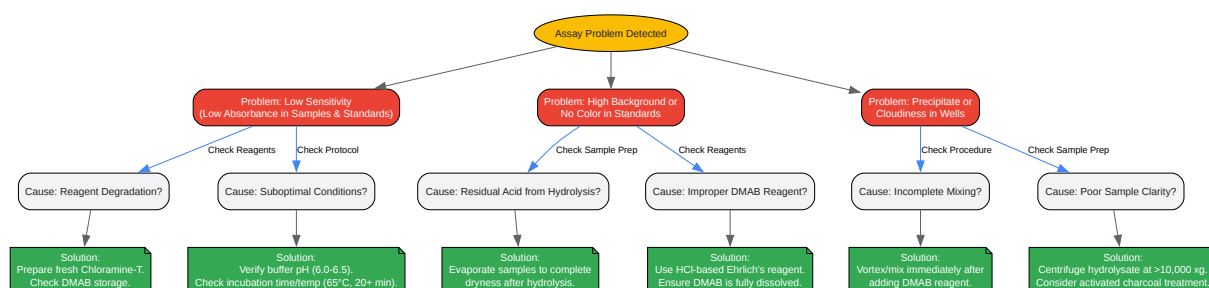 Assay Problem Detected
Problem: Low Sensitivity
(Low Absorbance in Samples & Standards)
Problem: High Background or
No Color in Standards
Problem: Precipitate or
Cloudiness in Wells
Check Reagents
Check Protocol
Check Sample Prep
Check Reagents
Check Procedure
Check Sample Prep
Cause: Reagent Degradation?
Cause: Suboptimal Conditions?
Cause: Residual Acid from Hydrolysis?
Cause: Improper DMAB Reagent?
Cause: Incomplete Mixing?
Cause: Poor Sample Clarity?
Solution:
Prepare fresh Chloramine-T.
Check DMAB storage.
Solution:
Verify buffer pH (6.0-6.5).
Check incubation time/temp (65°C, 20+ min).
Solution:
Evaporate samples to complete
dryness after hydrolysis.
Solution:
Use HCl-based Ehrlich's reagent.
Ensure DMAB is fully dissolved.
Solution:
Vortex/mix immediately after
adding DMAB reagent.
Solution:
Centrifuge hydrolysate at >10,000 xg.
Consider activated charcoal treatment.